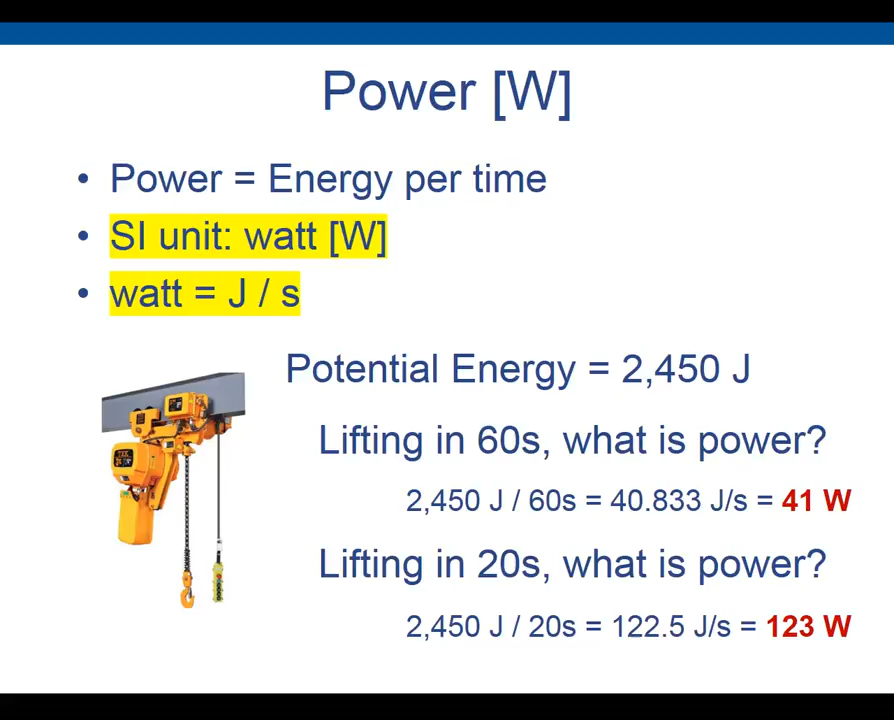 Power [W]
• Power = Energy per time
• SI unit: watt [W]
• watt = J / s
Potential Energy = 2,450 J
Lifting in 60s, what is power?
2,450 J / 60s = 40.833 J/s = 41 W
Lifting in 20s, what is power?
2,450 J / 20s = 122.5 J/s = 123 W